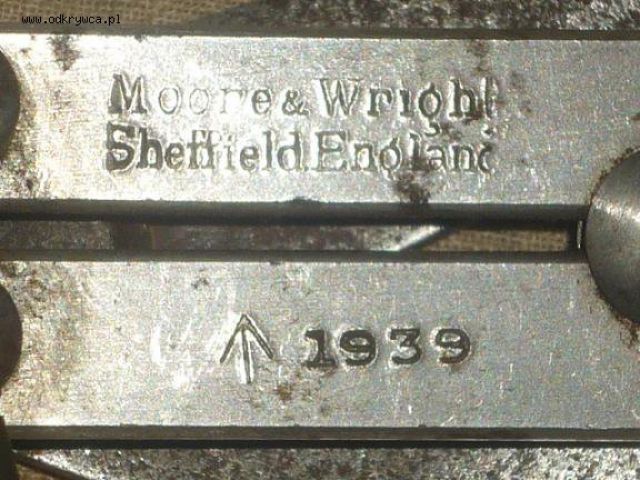 www.odkrywca.pl
Moore & Wright
Sheffield England
1939